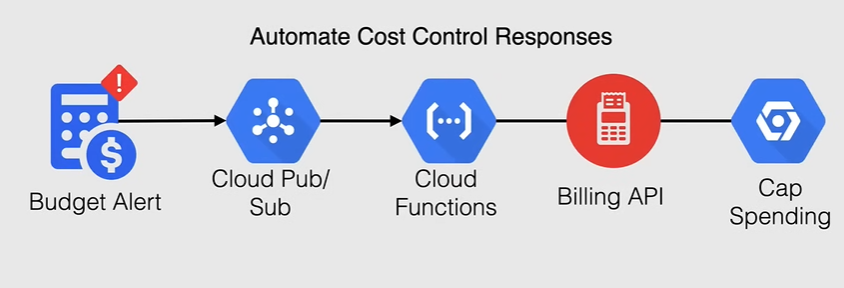 Automate Cost Control Responses
Budget Alert
Cloud Pub/
Sub
Cloud
Functions
Billing API
Cap
Spending